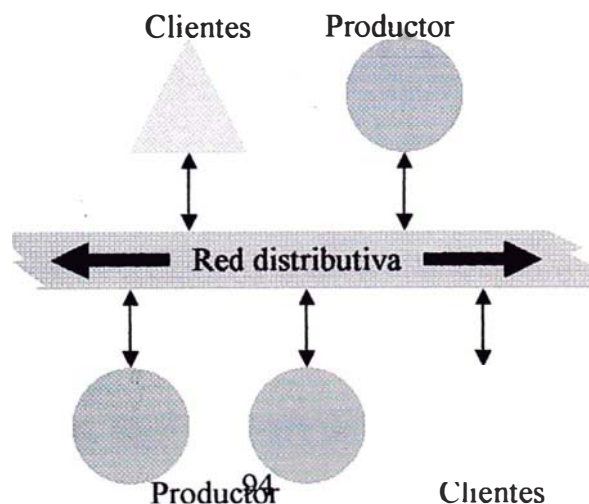 Clientes Productor
Red distributiva
Productor
94
Clientes